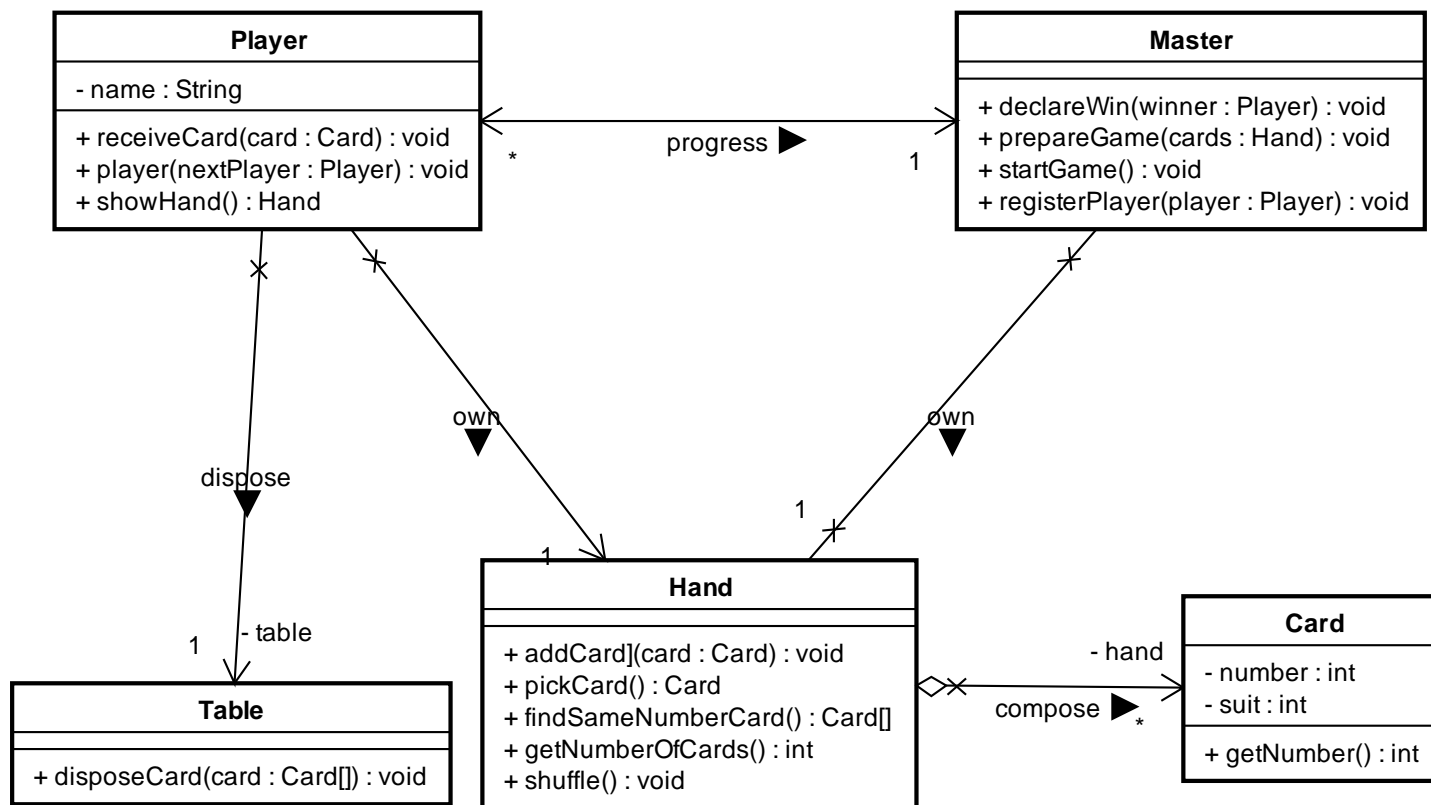 Player
- name : String
+ receiveCard(card : Card) : void
+ player(nextPlayer : Player) : void
+ showHand() : Hand
Master
+ declareWin(winner : Player) : void
+ prepareGame(cards : Hand) : void
+ startGame() : void
+ registerPlayer(player : Player) : void
progress
*
1
own
own
dispose
1
1
1
- table
Table
+ disposeCard(card : Card[]) : void
Hand
+ addCard](card : Card) : void
+ pickCard() : Card
+ findSameNumberCard() : Card[]
+ getNumberOfCards() : int
+ shuffle() : void
- hand
compose
*
Card
- number : int
- suit : int
+ getNumber() : int